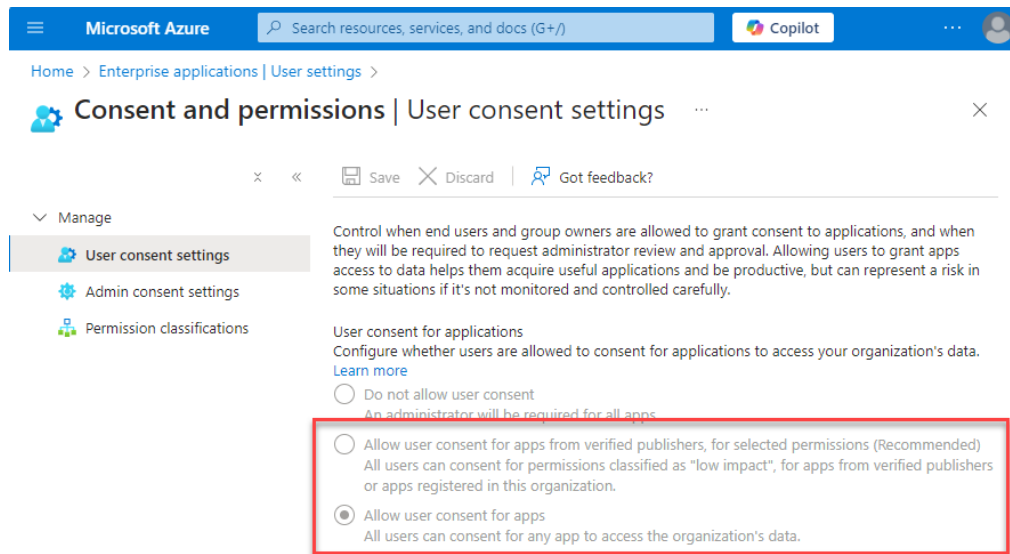 Microsoft Azure
Search resources, services, and docs (G+/)
Copilot
Home > Enterprise applications | User settings >
Consent and permissions | User consent settings
Save
Discard
Got feedback?
Manage
User consent settings
Admin consent settings
Permission classifications
Control when end users and group owners are allowed to grant consent to applications, and when
they will be required to request administrator review and approval. Allowing users to grant apps
access to data helps them acquire useful applications and be productive, but can represent a risk in
some situations if it's not monitored and controlled carefully.
User consent for applications
Configure whether users are allowed to consent for applications to access your organization's data.
Learn more
Do not allow user consent
An administrator will be required for all apps
Allow user consent for apps from verified publishers, for selected permissions (Recommended)
All users can consent for permissions classified as "low impact", for apps from verified publishers
or apps registered in this organization.
Allow user consent for apps
All users can consent for any app to access the organization's data.